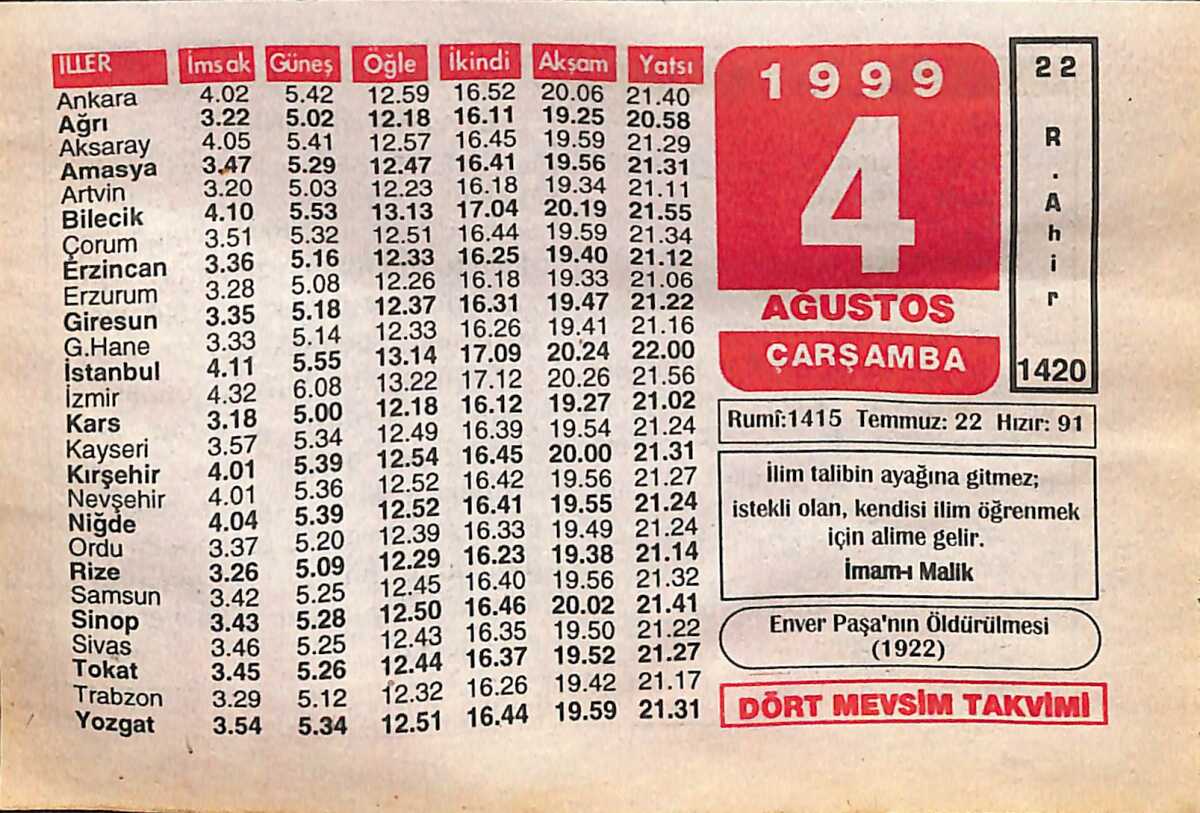 İLLER İmsak Güneş Öğle İkindi Akşam Yatsı
Ankara 4.02 5.42 12.59 16.52 20.06 21.40
Ağrı 3.22 5.02 12.18 16.11 19.25 20.58
Aksaray 4.05 5.41 12.57 16.45 19.59 21.29
Amasya 3.47 5.29 12.47 16.41 19.56 21.31
Artvin 3.20 5.03 12.23 16.18 19.34 21.11
Bilecik 4.10 5.53 13.13 17.04 20.19 21.55
Çorum 3.51 5.32 12.51 16.44 19.59 21.34
Erzincan 3.36 5.16 12.33 16.25 19.40 21.12
Erzurum 3.28 5.08 12.26 16.18 19.33 21.06
Giresun 3.35 5.18 12.37 16.31 19.47 21.22
G.Hane 3.33 5.14 12.33 16.26 19.41 21.16
İstanbul 4.11 5.55 13.14 17.09 20.24 22.00
İzmir 4.32 6.08 13.22 17.12 20.26 21.56
Kars 3.18 5.00 12.18 16.12 19.27 21.02
Kayseri 3.57 5.34 12.49 16.39 19.54 21.24
Kırşehir 4.01 5.39 12.54 16.45 20.00 21.31
Nevşehir 4.01 5.36 12.52 16.42 19.56 21.27
Niğde 4.04 5.39 12.52 16.41 19.55 21.24
Ordu 3.37 5.20 12.39 16.33 19.49 21.24
Rize 3.26 5.09 12.29 16.23 19.38 21.14
Samsun 3.42 5.25 12.45 16.40 19.56 21.32
Sinop 3.43 5.28 12.50 16.46 20.02 21.41
Sivas 3.46 5.25 12.43 16.35 19.50 21.22
Tokat 3.45 5.26 12.44 16.37 19.52 21.27
Trabzon 3.29 5.12 12.32 16.26 19.42 21.17
Yozgat 3.54 5.34 12.51 16.44 19.59 21.31
1999
4
AĞUSTOS
ÇARŞAMBA
22
R.Ahir
1420
Rumî:1415 Temmuz: 22 Hızır: 91
İlim talibin ayağına gitmez;
istekli olan, kendisi ilim öğrenmek
için alime gelir.
İmam-ı Malik
Enver Paşa'nın Öldürülmesi
(1922)
DÖRT MEVSİM TAKVİMİ